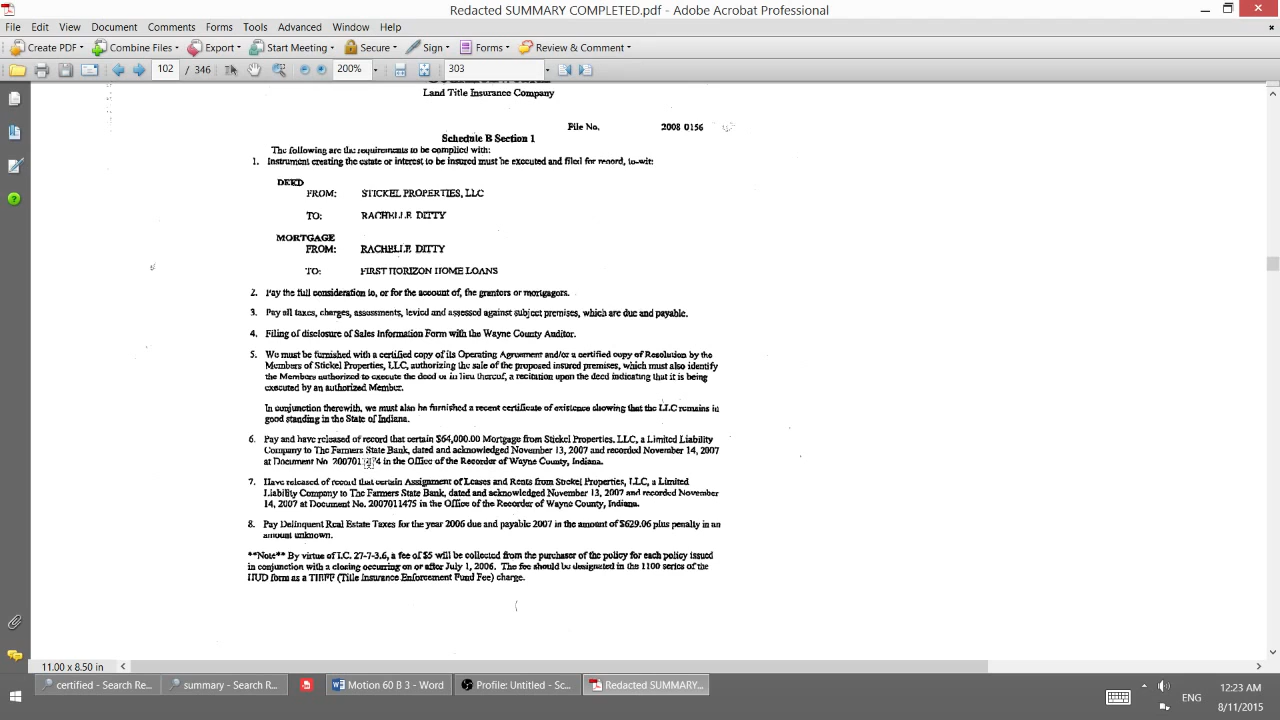 Redacted SUMMARY COMPLETED.pdf - Adobe Acrobat Professional
File Edit View Document Comments Forms Tools Advanced Window Help
Create PDF Combine Files Export Start Meeting Secure Sign Forms Review & Comment
102 / 346 200% 303
Land Title Insurance Company
File No. 2008 0156
Schedule B Section 1
The following are the requirements to be complied with:
1. Instrument creating the estate or interest to be insured must be executed and filed for record, to-wit:
DEED
FROM: STICKEL PROPERTIES, LLC
TO: RACHELLE DITTY
MORTGAGE
FROM: RACHELLE DITTY
TO: FIRST HORIZON HOME LOANS
2. Pay the full consideration to, or for the account of, the grantors or mortgagors.
3. Pay all taxes, charges, assessments, levied and assessed against subject premises, which are due and payable.
4. Filing of disclosure of Sales Information Form with the Wayne County Auditor.
5. We must be furnished with a certified copy of its Operating Agreement and/or a certified copy of Resolution by the
Members of Stickel Properties, LLC, authorizing the sale of the proposed insured premises, which must also identify
the Members authorized to execute the deed or in lieu thereof, a recitation upon the deed indicating that it is being
executed by an authorized Member.
In conjunction therewith, we must also be furnished a recent certificate of existence showing that the LLC remains in
good standing in the State of Indiana.
6. Pay and have released of record that certain $64,000.00 Mortgage from Stickel Properties, LLC, a Limited Liability
Company to The Farmers State Bank, dated and acknowledged November 13, 2007 and recorded November 14, 2007
at Document No in the Office of the Recorder of Wayne County, Indiana.
7. Have released of record that certain Assignment of Leases and Rents from Stickel Properties, LLC, a Limited
Liability Company to The Farmers State Bank, dated and acknowledged November 13, 2007 and recorded November
14, 2007 at Document No. 2007011475 in the Office of the Recorder of Wayne County, Indiana.
8. Pay Delinquent Real Estate Taxes for the year 2006 due and payable 2007 in the amount of $629.06 plus penalty in an
amount unknown.
**Note** By virtue of I.C. 27-7-3.6, a fee of $5 will be collected from the purchaser of the policy for each policy issued
in conjunction with a closing occurring on or after July 1, 2006. The fee should be designated in the 1100 series of the
HUD form as a TIEFF (Title Insurance Enforcement Fund Fee) charge.
11.00 x 8.50 in
certified - Search Re... summary - Search R... Motion 60 B 3 - Word Profile: Untitled - Sc... Redacted SUMMARY... ENG 12:23 AM
8/11/2015